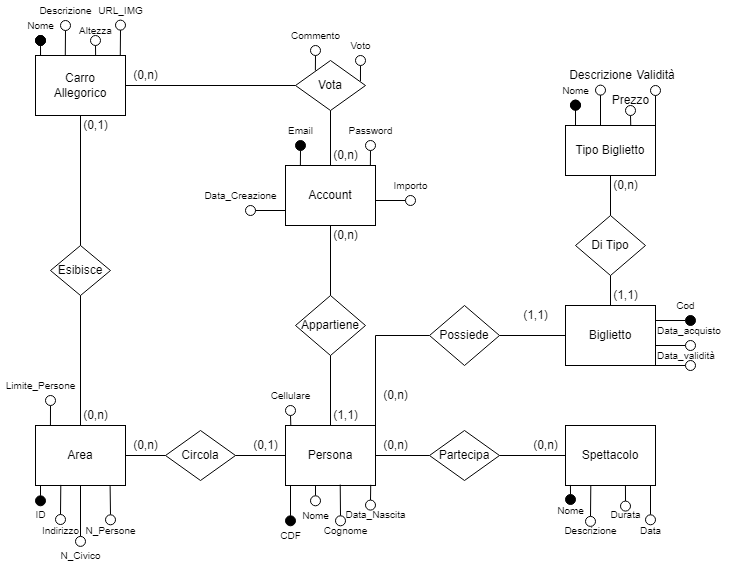 Descrizione URL_IMG
Nome
Altezza
Commento
Voto
Carro
Allegorico
(0,n)
Vota
Descrizione Validità
Nome
Prezzo
(0,1)
Email
Password
(0,n)
Tipo Biglietto
Data_Creazione
Account
Importo
(0,n)
(0,n)
Di Tipo
Esibisce
(1,1)
Cod
Appartiene
(1,1)
Possiede
Biglietto
Data_acquisto
Data_validità
Limite_Persone
Cellulare
(0,n)
(0,n)
(1,1)
Area
(0,n)
Circola
(0,1)
Persona
(0,n)
Partecipa
(0,n)
Spettacolo
ID
Indirizzo
N_Persone
N_Civico
Nome
Data_Nascita
CDF
Cognome
Nome
Durata
Descrizione
Data